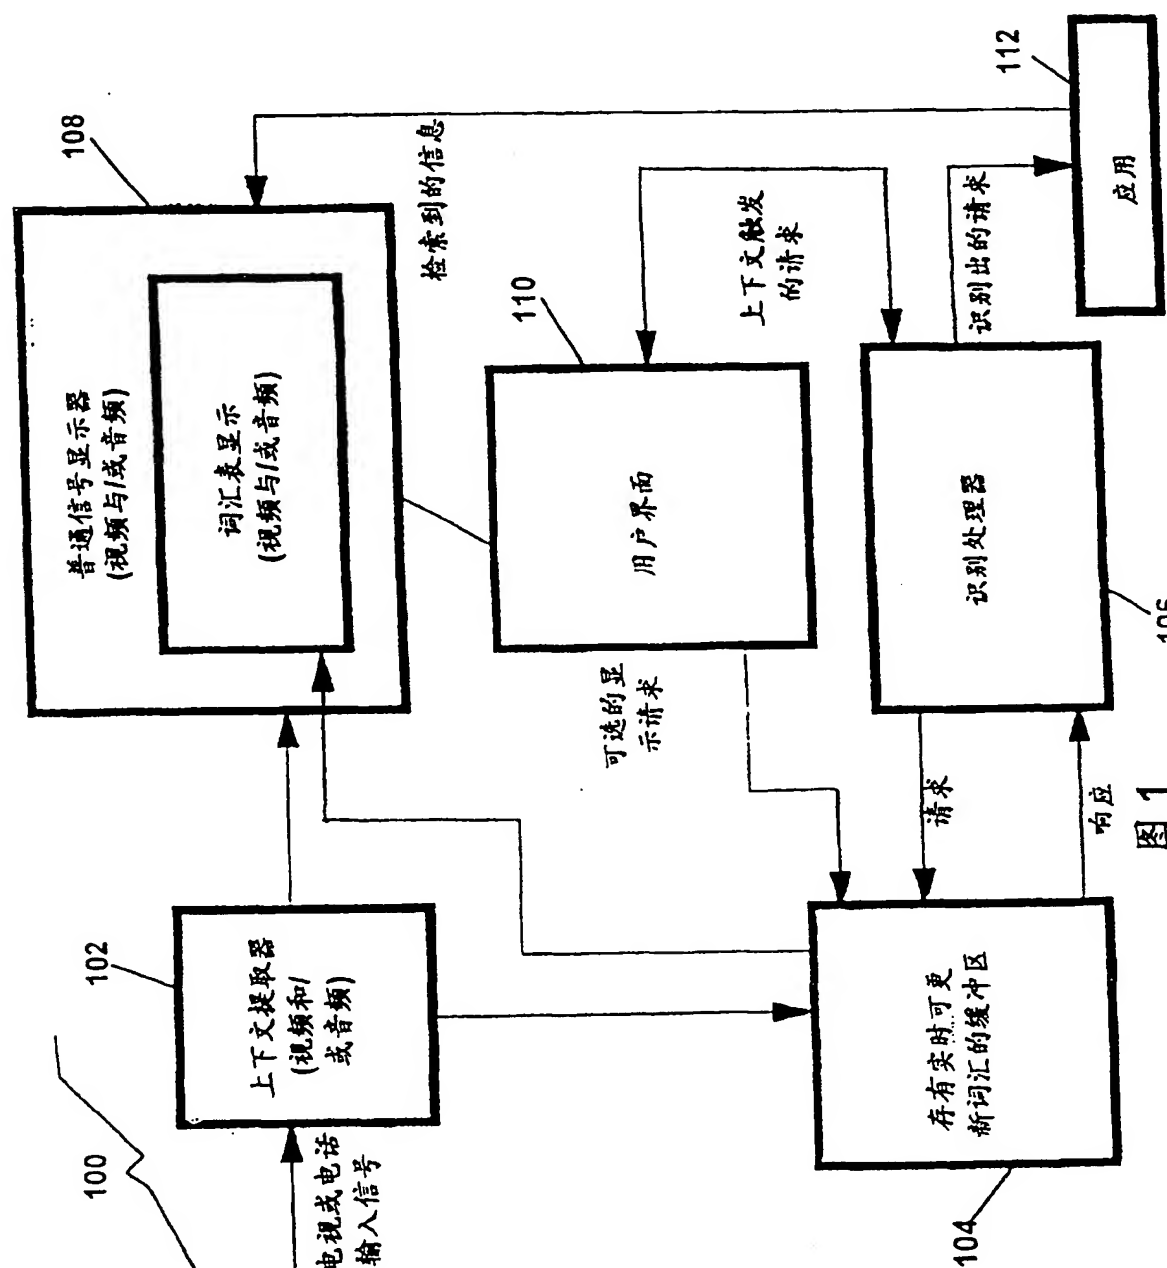 100
电视或电话
输入信号
102
上下文提取器
(视频和/
或音频)
108
普通信号显示器
(视频与/或音频)
词汇表显示
(视频与/或音频)
检索到的信息
110
用户界面
可选的显
示请求
上下文触发
的请求
104
存有实时可更
新词汇的缓冲区
请求
响应
识别处理器
106
识别出的请求
112
应用
图 1